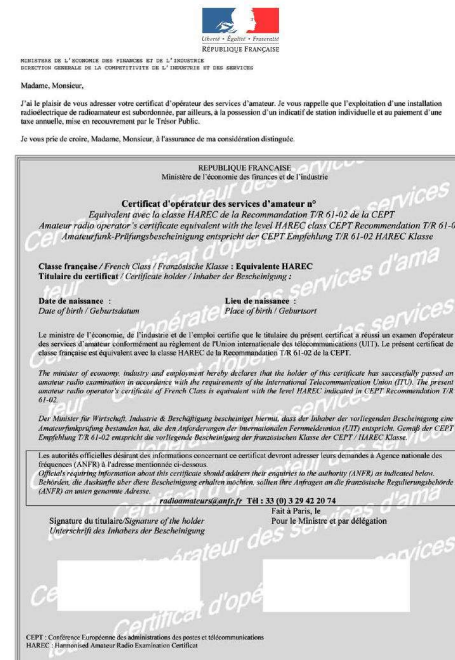 Liberté • Égalité • Fraternité
RÉPUBLIQUE FRANÇAISE
MINISTERE DE L'ECONOMIE DES FINANCES ET DE L'INDUSTRIE
DIRECTION GENERALE DE LA COMPETITIVITE DE L'INDUSTRIE ET DES SERVICES
Madame, Monsieur,
J'ai le plaisir de vous adresser votre certificat d'opérateur des services d'amateur. Je vous rappelle que l'exploitation d'une installation
radioélectrique de radioamateur est subordonnée, par ailleurs, à la possession d'un indicatif de station individuelle et au paiement d'une
taxe annuelle, mise en recouvrement par le Trésor Public.
Je vous prie de croire, Madame, Monsieur, à l'assurance de ma considération distinguée.
REPUBLIQUE FRANCAISE
Ministère de l'économie des finances et de l'industrie
Certificat d'opérateur des services d'amateur n°
Equivalent avec la classe HAREC de la Recommandation T/R 61-02 de la CEPT
Amateur radio operator's certificate equivalent with the level HAREC class CEPT Recommendation T/R 61-0
Amateurfunk-Prüfungsbescheinigung entspricht der CEPT Empfehlung T/R 61-02 HAREC Klasse
Classe française / French Class / Französische Klasse : Equivalente HAREC
Titulaire du certificat / Certificate holder / Inhaber der Bescheinigung :
Date de naissance :
Lieu de naissance :
Date of birth / Geburtsdatum
Place of birth / Geburtsort
Le ministre de l'économie, de l'industrie et de l'emploi certifie que le titulaire du présent certificat a réussi un examen d'opérateur
des services d'amateur conformément au règlement de l'Union internationale des télécommunications (UIT). Le présent certificat de
classe française est équivalent avec la classe HAREC de la Recommandation T/R 61-02 de la CEPT.
The minister of economy, industry and employment hereby declares that the holder of this certificate has successfully passed an
amateur radio examination in accordance with the requirements of the International Telecommunication Union (ITU). The present
amateur radio operator's certificate of French Class is equivalent with the level HAREC indicated in CEPT Recommendation T/R
61-02.
Der Minister für Wirtschaft, Industrie & Beschäftigung bescheinigt hiermit, dass der Inhaber der vorliegenden Bescheinigung eine
Amateurfunkprüfung bestanden hat, die den Anforderungen der Internationalen Fernmeldeunion (UIT) entspricht. Gemäß der CEPT
Empfehlung T/R 61-02 entspricht die vorliegende Bescheinigung der französischen Klasse der CEPT / HAREC Klasse.
Les autorités officielles désirant des informations concernant ce certificat devront adresser leurs demandes à Agence national des
fréquences (ANFR) à l'adresse mentionnée ci-dessous.
Officials requiring information about this certificate should address their enquiries to the authority (ANFR) as indicated below.
Behörden, die Auskünfte über diese Bescheinigung erhalten möchten, sollten ihre Anfragen an die französische Regulierungsbehörde
(ANFR) an unten genannte Adresse.
radioamateurs@anfr.fr Tél : 33 (0) 3 29 42 20 74
Fait à Paris, le
Signature du titulaire/Signature of the holder
Pour le Ministre et par délégation
Unterschrift des Inhabers der Bescheinigung
CEPT : Conférence Européenne des administrations des postes et télécommunications
HAREC : Harmonised Amateur Radio Examination Certificat